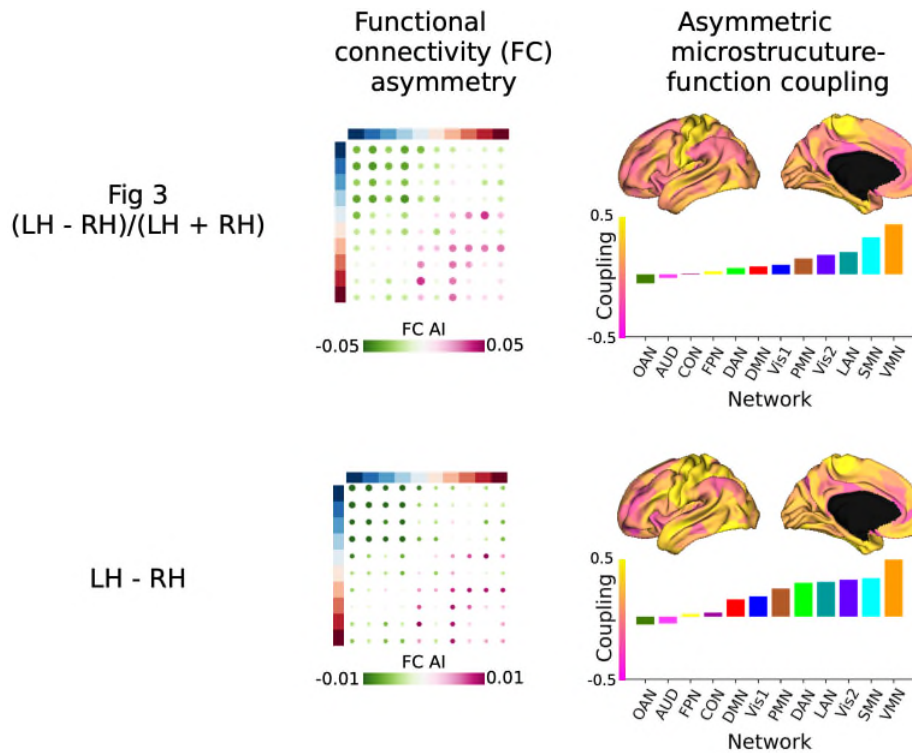 Functional
connectivity (FC)
asymmetry
Asymmetric
microstrucuture-
function coupling
Fig 3
(LH - RH)/(LH + RH)
FC AI
-0.05 0.05
0.5
Coupling
-0.5
OAN AUD CON FPN DAN DMN Vis1 PMN Vis2 LAN SMN VMN
Network
LH - RH
FC AI
-0.01 0.01
0.5
Coupling
-0.5
OAN AUD FPN CON DMN Vis1 PMN DAN LAN Vis2 SMN VMN
Network